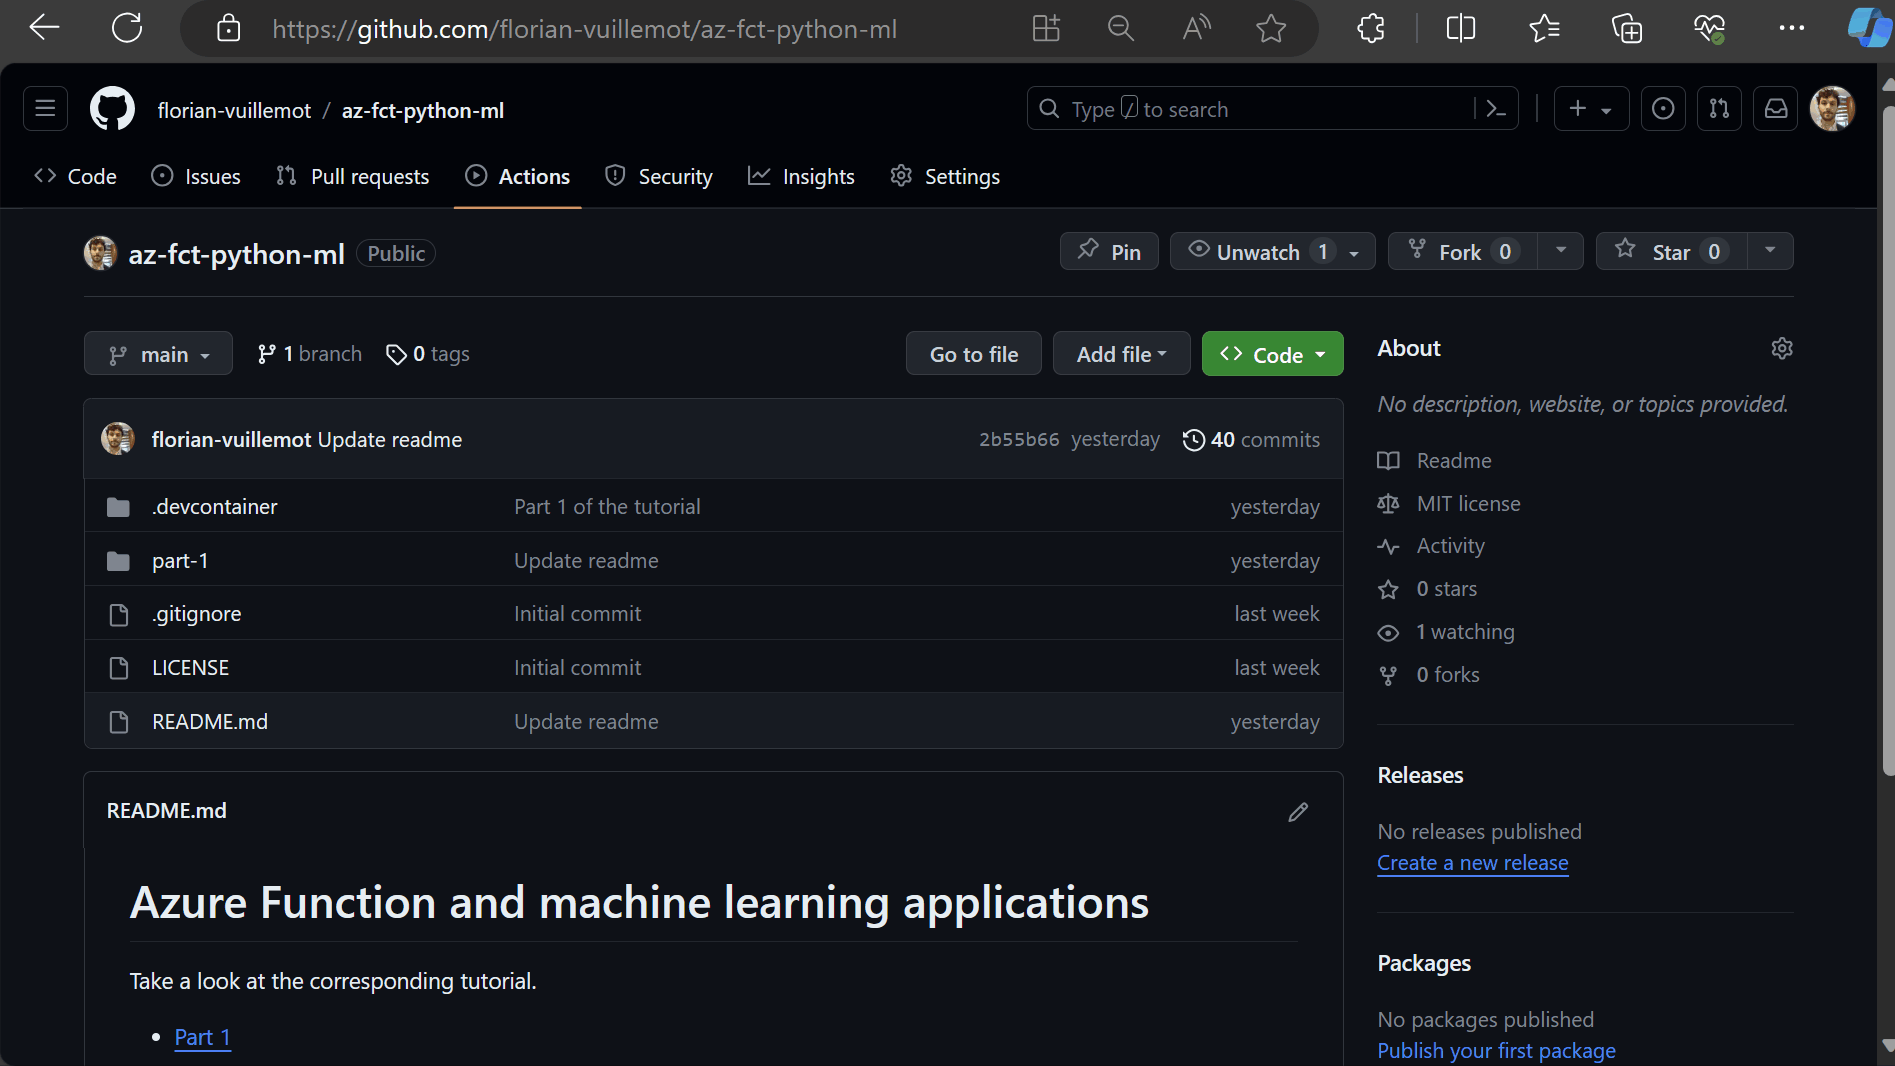 https://github.com/florian-vuillemot/az-fct-python-ml
florian-vuillemot / az-fct-python-ml
Type / to search
Code Issues Pull requests Actions Security Insights Settings
az-fct-python-ml Public
Pin Unwatch 1 Fork 0 Star 0
main 1 branch 0 tags Go to file Add file Code
florian-vuillemot Update readme 2b55b66 yesterday 40 commits
.devcontainer Part 1 of the tutorial yesterday
part-1 Update readme yesterday
.gitignore Initial commit last week
LICENSE Initial commit last week
README.md Update readme yesterday
README.md
Azure Function and machine learning applications
Take a look at the corresponding tutorial.
• Part 1
About
No description, website, or topics provided.
Readme
MIT license
Activity
0 stars
1 watching
0 forks
Releases
No releases published
Create a new release
Packages
No packages published
Publish your first package